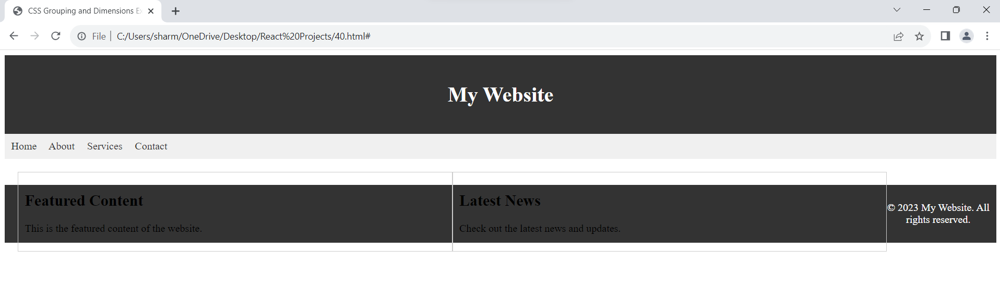 CSS Grouping and Dimensions E
File
C:/Users/sharm/OneDrive/Desktop/React%20Projects/40.html#
My Website
Home About Services Contact
Featured Content
This is the featured content of the website.
Latest News
Check out the latest news and updates.
© 2023 My Website. All
rights reserved.